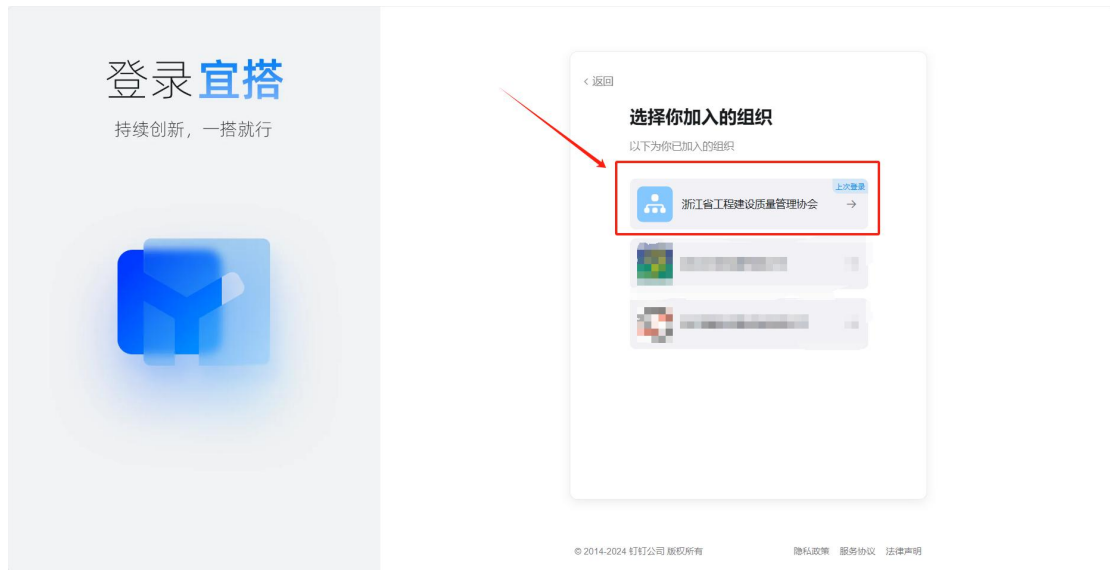 登录宜搭
持续创新，一搭就行
< 返回
选择你加入的组织
以下为你已加入的组织
上次登录
浙江省工程建设质量管理协会 →
© 2014-2024 钉钉公司 版权所有
隐私政策 服务协议 法律声明